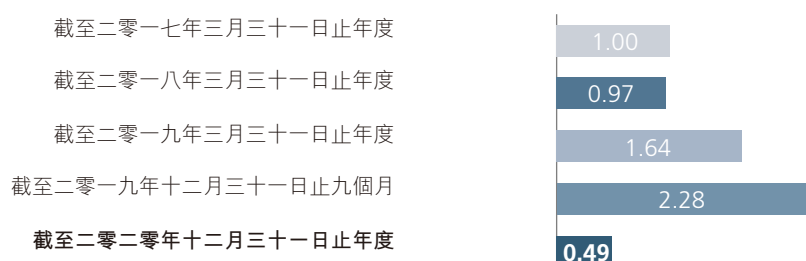 截至二零一七年三月三十一日止年度 1.00
截至二零一八年三月三十一日止年度 0.97
截至二零一九年三月三十一日止年度 1.64
截至二零一九年十二月三十一日止九個月 2.28
截至二零二零年十二月三十一日止年度 0.49